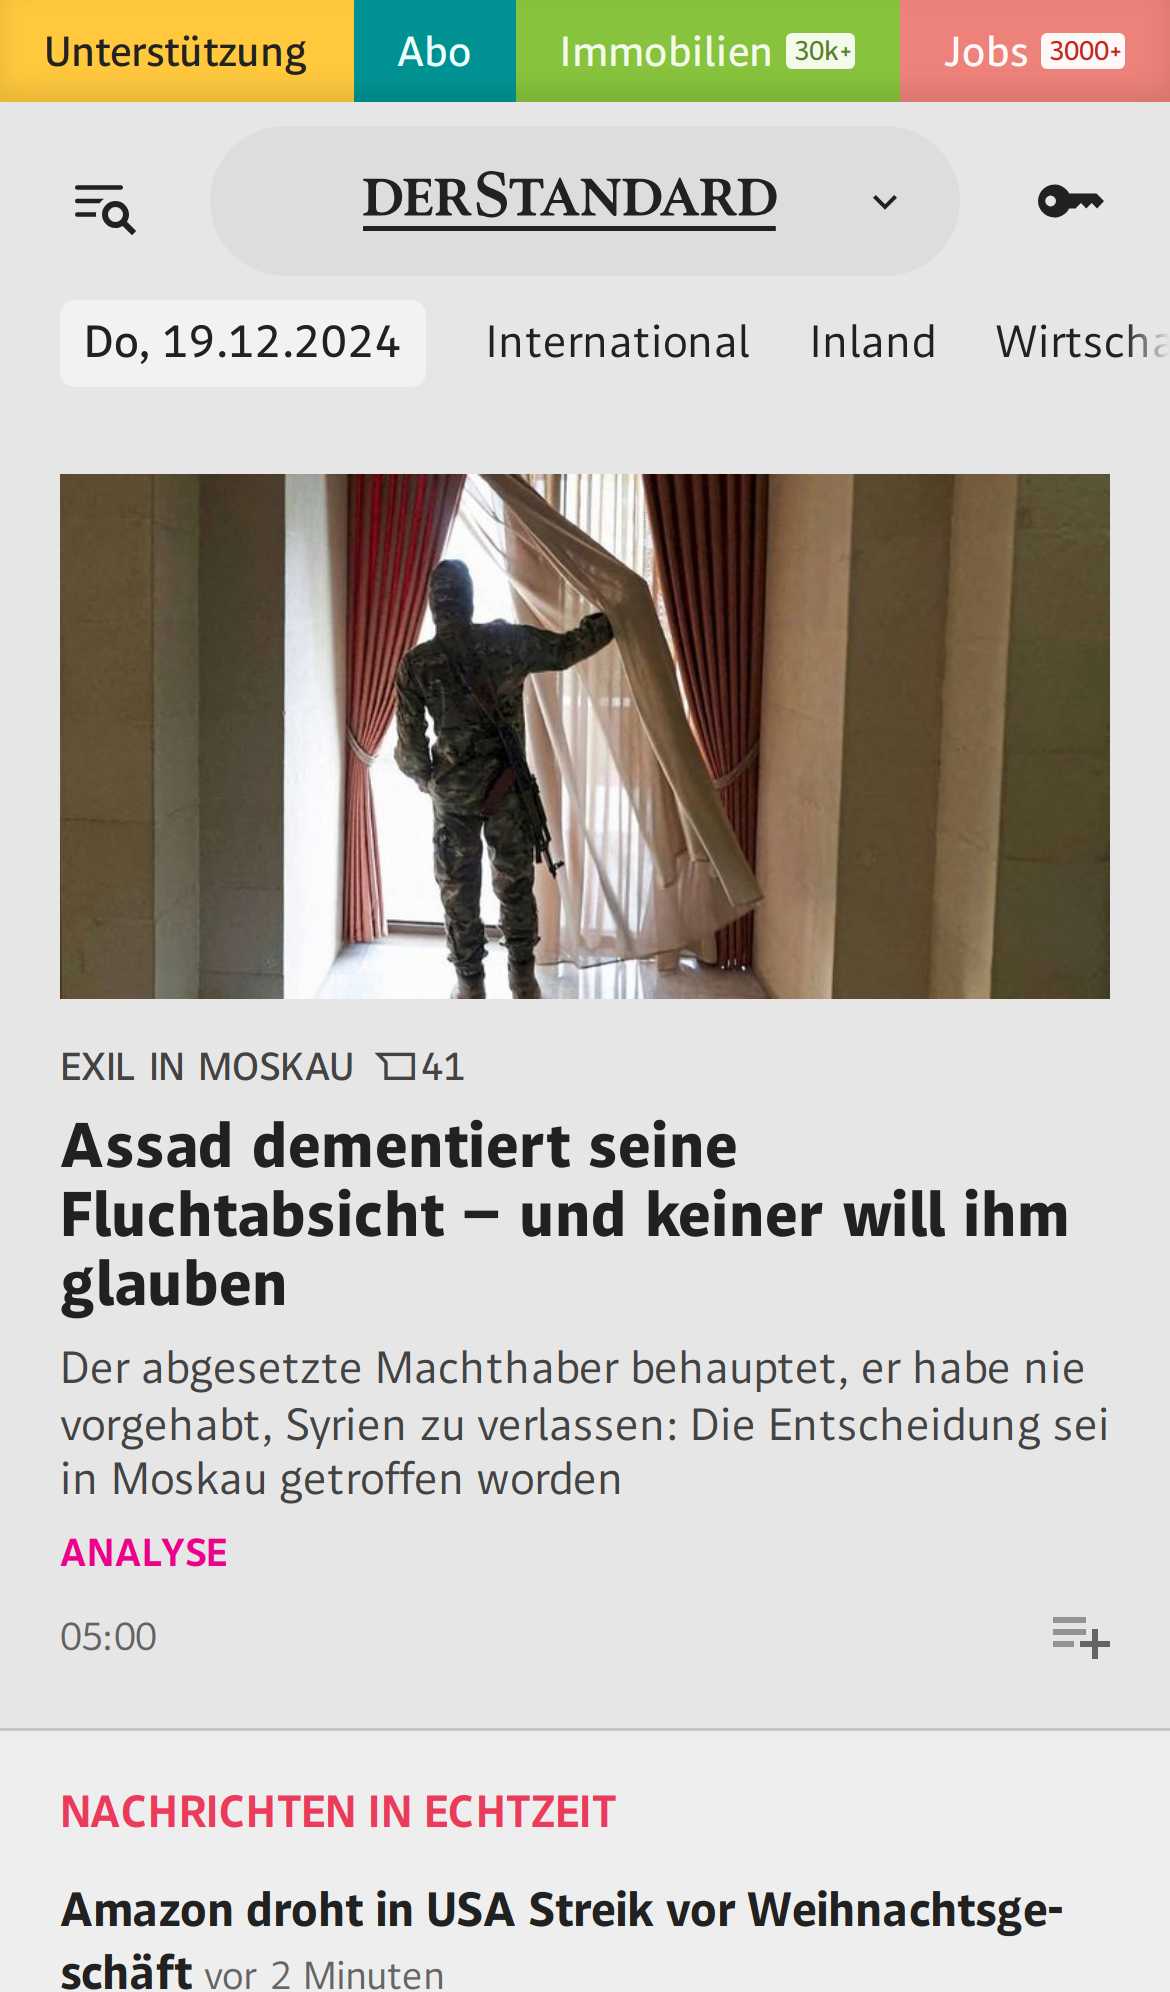 Unterstützung
Abo
Immobilien 30k+
Jobs 3000+
DERSTANDARD
Do, 19.12.2024
International
Inland
Wirtscha
EXIL IN MOSKAU 41
Assad dementiert seine
Fluchtabsicht – und keiner will ihm
glauben
Der abgesetzte Machthaber behauptet, er habe nie
vorgehabt, Syrien zu verlassen: Die Entscheidung sei
in Moskau getroffen worden
ANALYSE
05:00
NACHRICHTEN IN ECHTZEIT
Amazon droht in USA Streik vor Weihnachtsge-
schäft vor 2 Minuten